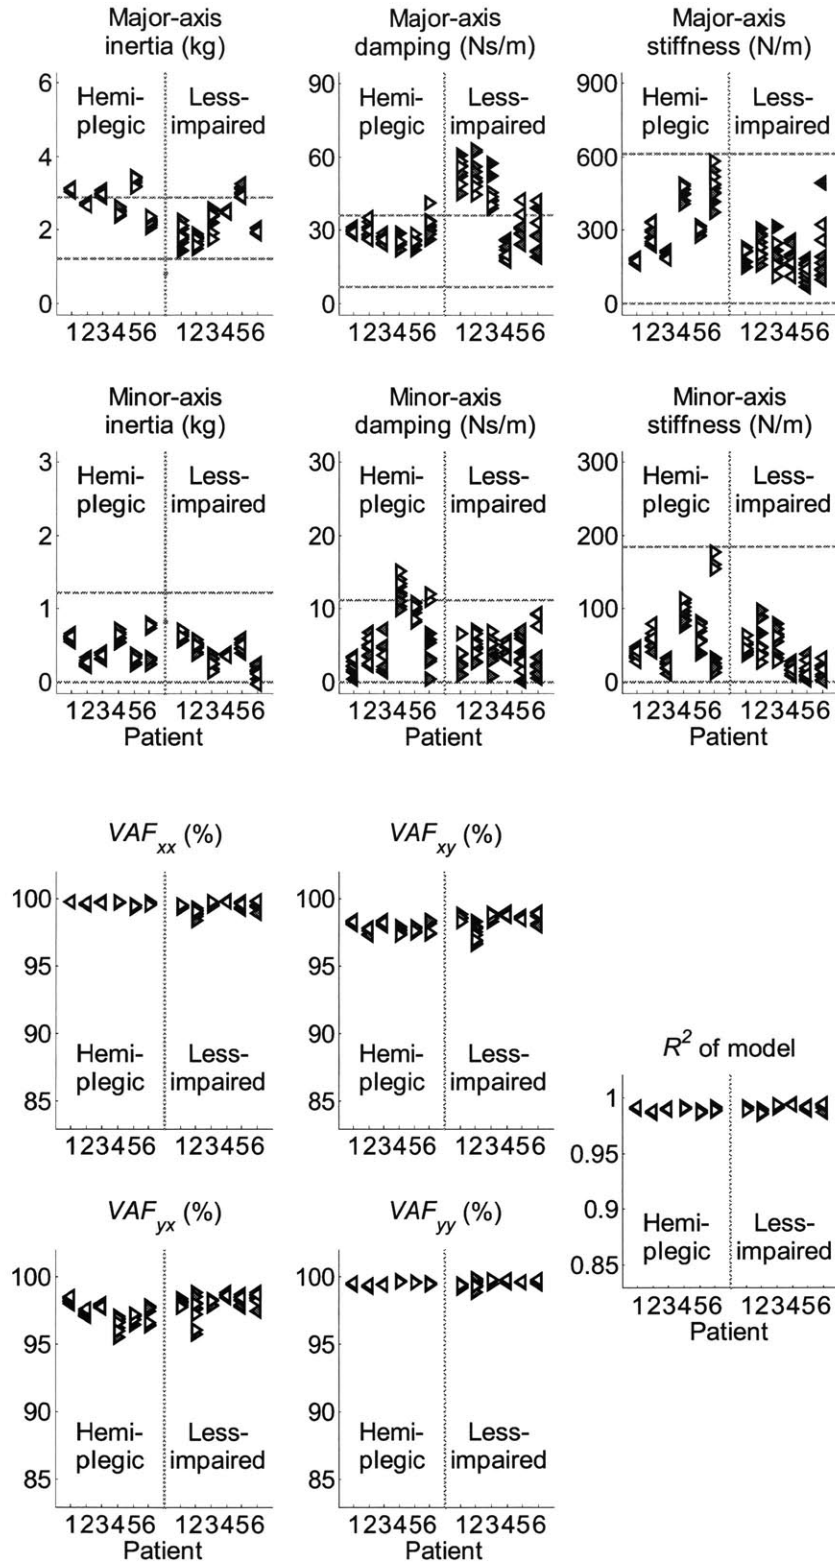 Major-axis
inertia (kg)
6
4
2
0
Hemi-
plegic
Less-
impaired
123456 123456
Major-axis
damping (Ns/m)
90
60
30
0
Hemi-
plegic
Less-
impaired
123456 123456
Major-axis
stiffness (N/m)
900
600
300
0
Hemi-
plegic
Less-
impaired
123456 123456
Minor-axis
inertia (kg)
3
2
1
0
Hemi-
plegic
Less-
impaired
123456 123456
Patient
Minor-axis
damping (Ns/m)
30
20
10
0
Hemi-
plegic
Less-
impaired
123456 123456
Patient
Minor-axis
stiffness (N/m)
300
200
100
0
Hemi-
plegic
Less-
impaired
123456 123456
Patient
VAFxx (%)
100
95
90
85
Hemi-
plegic
Less-
impaired
123456 123456
VAFxy (%)
100
95
90
85
Hemi-
plegic
Less-
impaired
123456 123456
R² of model
1
0.95
0.9
0.85
Hemi-
plegic
Less-
impaired
123456 123456
Patient
VAFyx (%)
100
95
90
85
Hemi-
plegic
Less-
impaired
123456 123456
Patient
VAFyy (%)
100
95
90
85
Hemi-
plegic
Less-
impaired
123456 123456
Patient